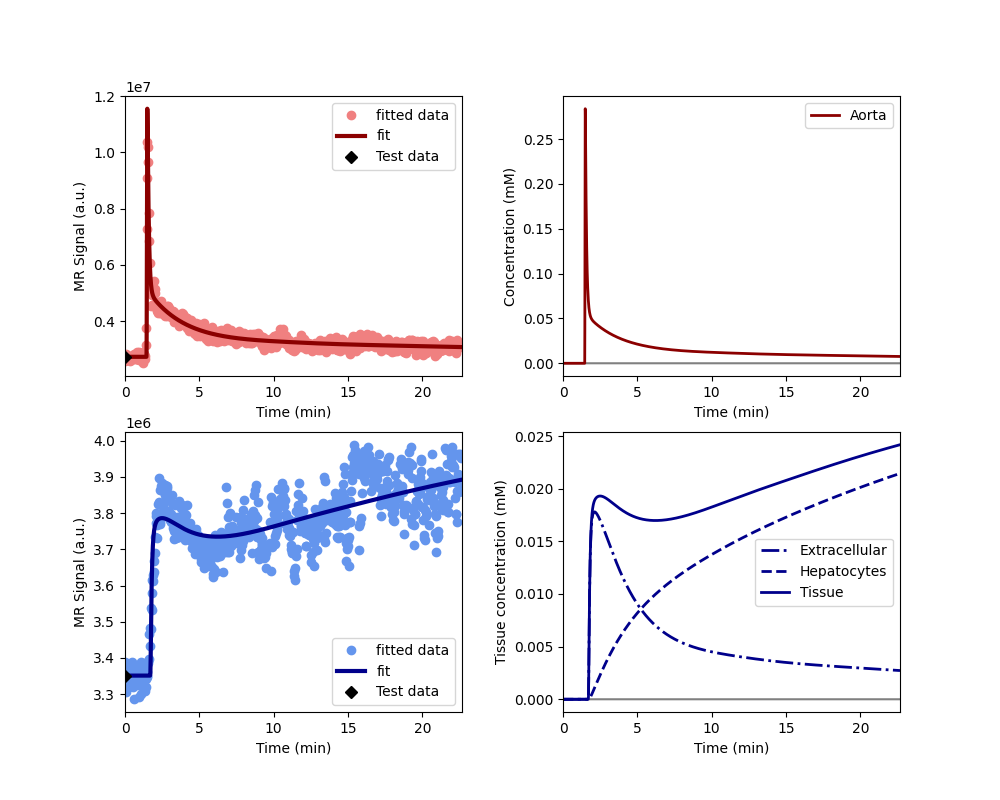 1e7
1.2
1.0
0.8
0.6
0.4
MR Signal (a.u.)
fitted data
fit
Test data
0 5 10 15 20
Time (min)
0.25
0.20
0.15
0.10
0.05
0.00
Concentration (mM)
Aorta
0 5 10 15 20
Time (min)
1e6
4.0
3.9
3.8
3.7
3.6
3.5
3.4
3.3
MR Signal (a.u.)
fitted data
fit
Test data
0 5 10 15 20
Time (min)
0.025
0.020
0.015
0.010
0.005
0.000
Tissue concentration (mM)
Extracellular
Hepatocytes
Tissue
0 5 10 15 20
Time (min)